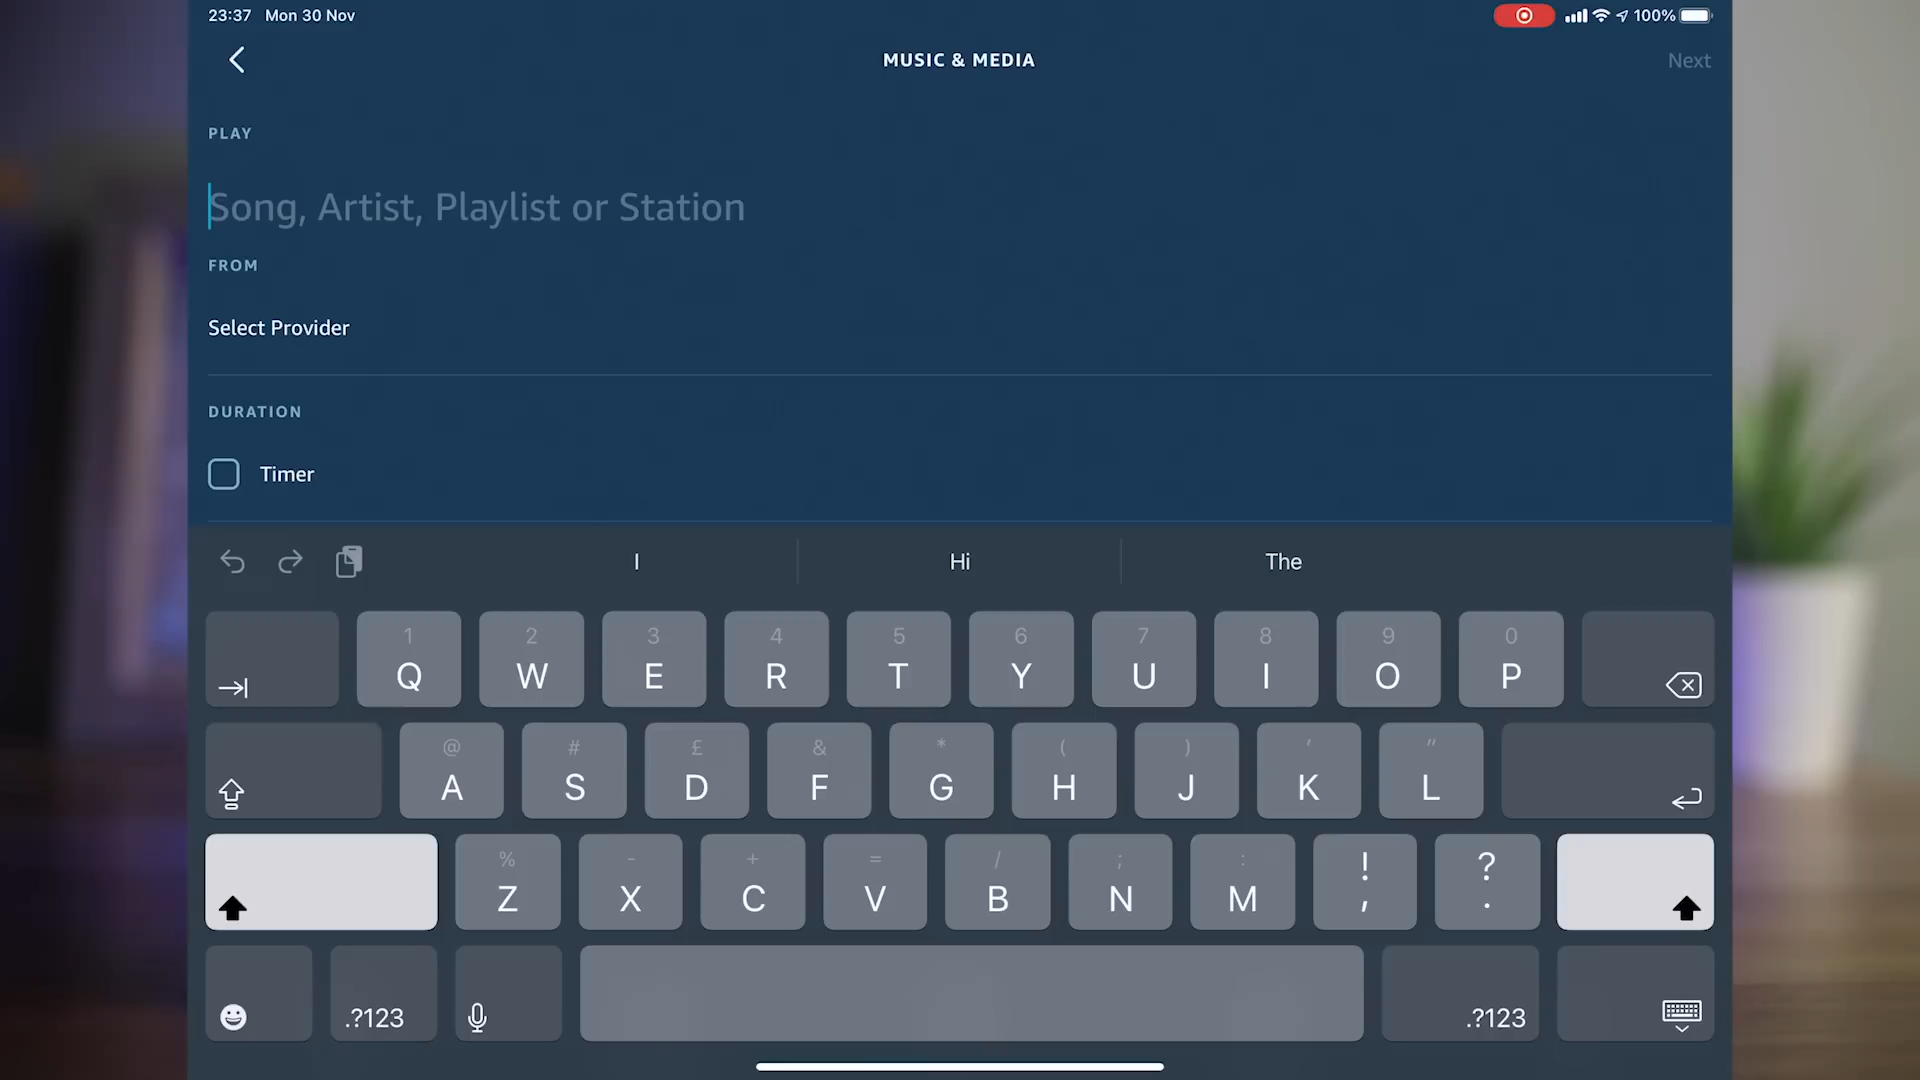 23:37 Mon 30 Nov 100%
MUSIC & MEDIA Next
PLAY
Song, Artist, Playlist or Station
FROM
Select Provider
DURATION
Timer
I Hi The
1 2 3 4 5 6 7 8 9 0
Q W E R T Y U I O P
@ # £ & * ( ) ' "
A S D F G H J K L
% - + = / ; : ! ?
Z X C V B N M , .
.?123 .?123